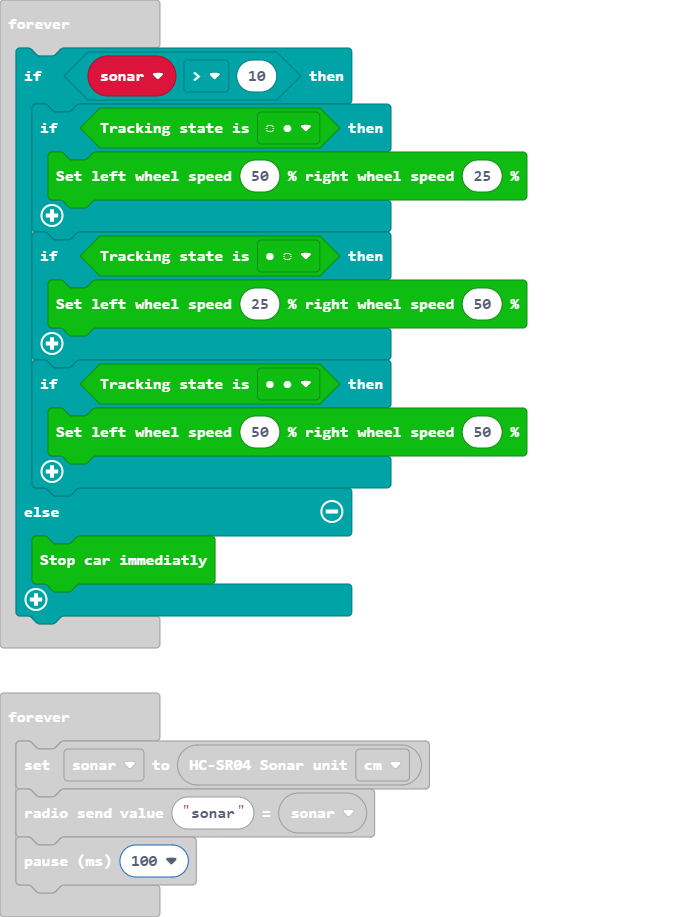 forever
if sonar > 10 then
if Tracking state is ◌ ● then
Set left wheel speed 50 % right wheel speed 25 %
if Tracking state is ● ◌ then
Set left wheel speed 25 % right wheel speed 50 %
if Tracking state is ● ● then
Set left wheel speed 50 % right wheel speed 50 %
else
Stop car immediatly
forever
set sonar to HC-SR04 Sonar unit cm
radio send value "sonar" = sonar
pause (ms) 100